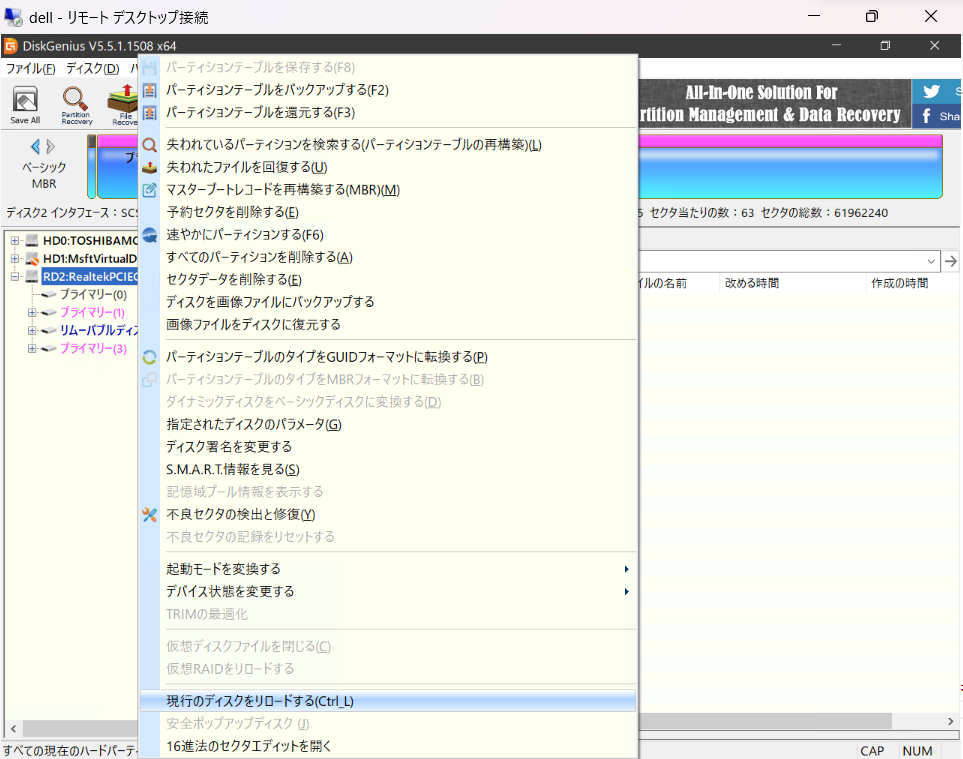 dell - リモート デスクトップ接続
DiskGenius V5.5.1.1508 x64
ファイル(F) ディスク(D)
Save All
Partition Recovery
File
All-In-One Solution For
rtition Management & Data Recovery
ベーシック
MBR
ディスク2 インタフェース：SCS
セクタ当たりの数：63 セクタの総数：61962240
HD0:TOSHIBAMC
HD1:MsftVirtualD
RD2:RealtekPCIEC
プライマリー(0)
プライマリー(1)
リムーバブルディス
プライマリー(3)
パーティションテーブルを保存する(F8)
パーティションテーブルをバックアップする(F2)
パーティションテーブルを還元する(F3)
失われているパーティションを検索する(パーティションテーブルの再構築)(L)
失われたファイルを回復する(U)
マスターブートレコードを再構築する(MBR)(M)
予約セクタを削除する(E)
速やかにパーティションする(F6)
すべてのパーティションを削除する(A)
セクタデータを削除する(E)
ディスクを画像ファイルにバックアップする
画像ファイルをディスクに復元する
パーティションテーブルのタイプをGUIDフォーマットに転換する(P)
パーティションテーブルのタイプをMBRフォーマットに転換する(B)
ダイナミックディスクをベーシックディスクに変換する(D)
指定されたディスクのパラメータ(G)
ディスク署名を変更する
S.M.A.R.T.情報を見る(S)
記憶域プール情報を表示する
不良セクタの検出と修復(Y)
不良セクタの記録をリセットする
起動モードを変換する
デバイス状態を変更する
TRIMの最適化
仮想ディスクファイルを閉じる(C)
仮想RAIDをリロードする
現行のディスクをリロードする(Ctrl_L)
安全ポップアップディスク (J)
16進法のセクタエディットを開く
イルの名前 改める時間 作成の時間
すべての現在のハードパーティ
CAP NUM